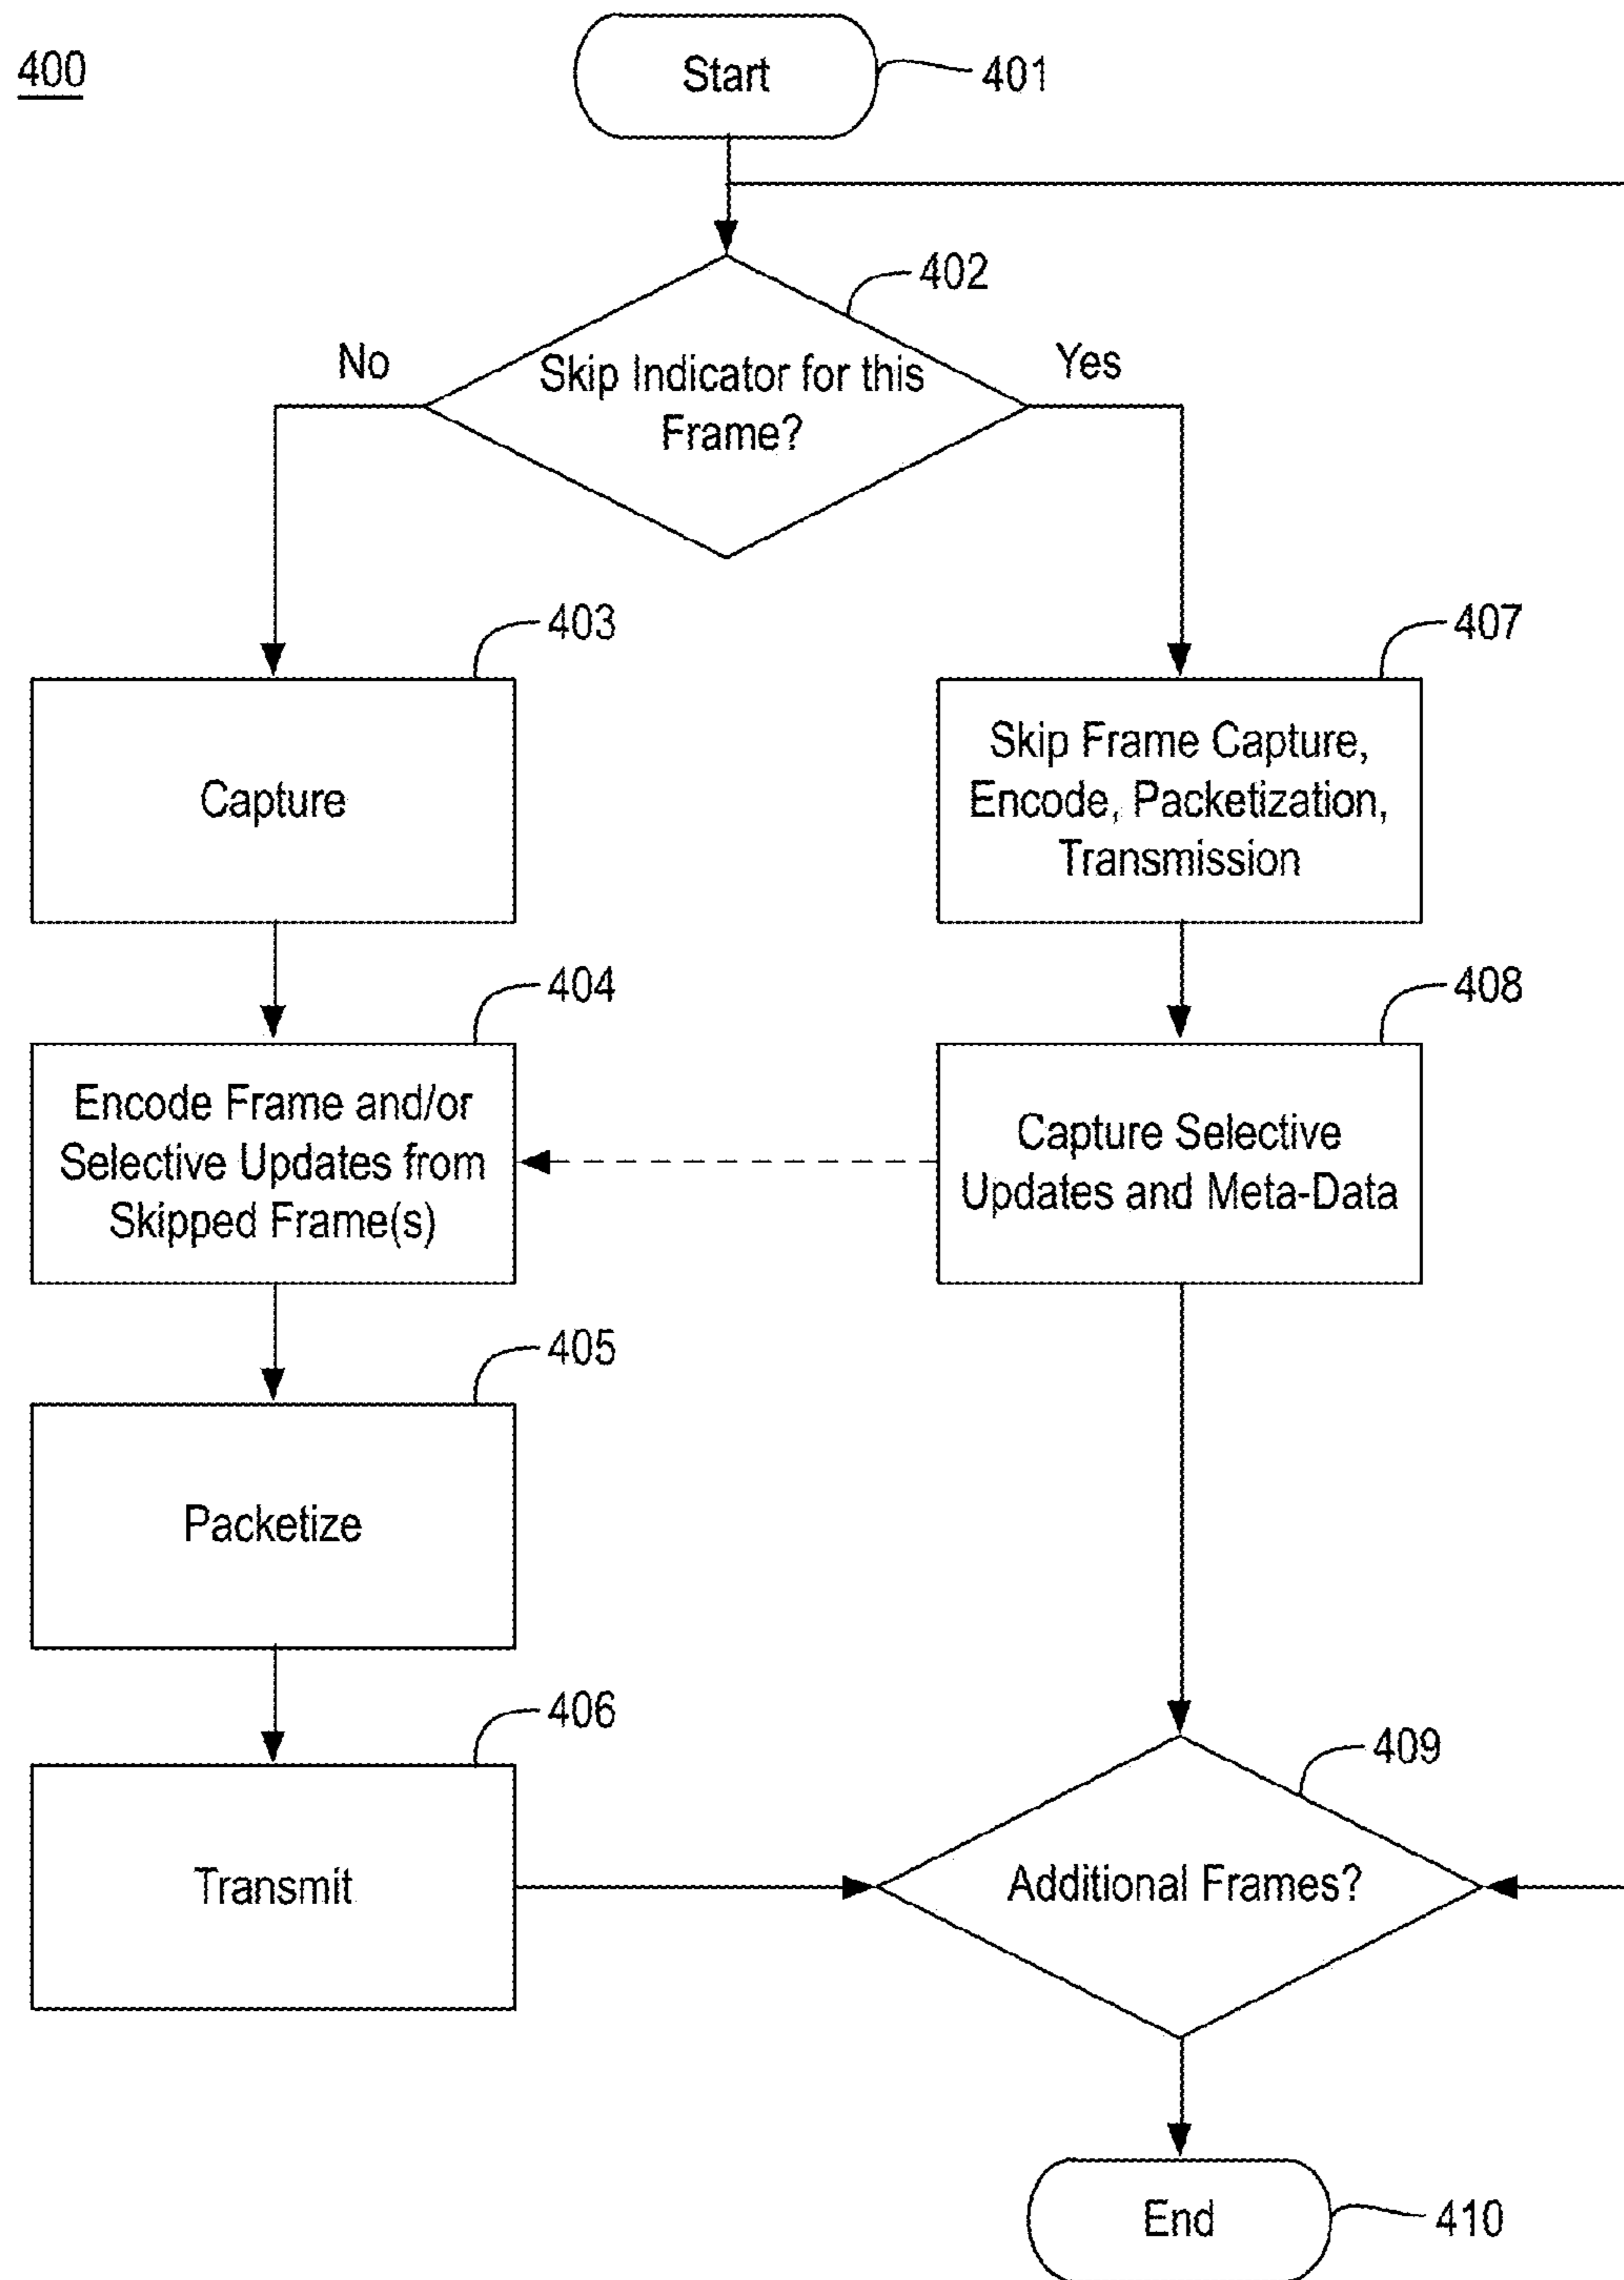 400
Start
401
402
No
Skip Indicator for this
Frame?
Yes
403
Capture
407
Skip Frame Capture,
Encode, Packetization,
Transmission
404
Encode Frame and/or
Selective Updates from
Skipped Frame(s)
408
Capture Selective
Updates and Meta-Data
405
Packetize
406
Transmit
409
Additional Frames?
End
410